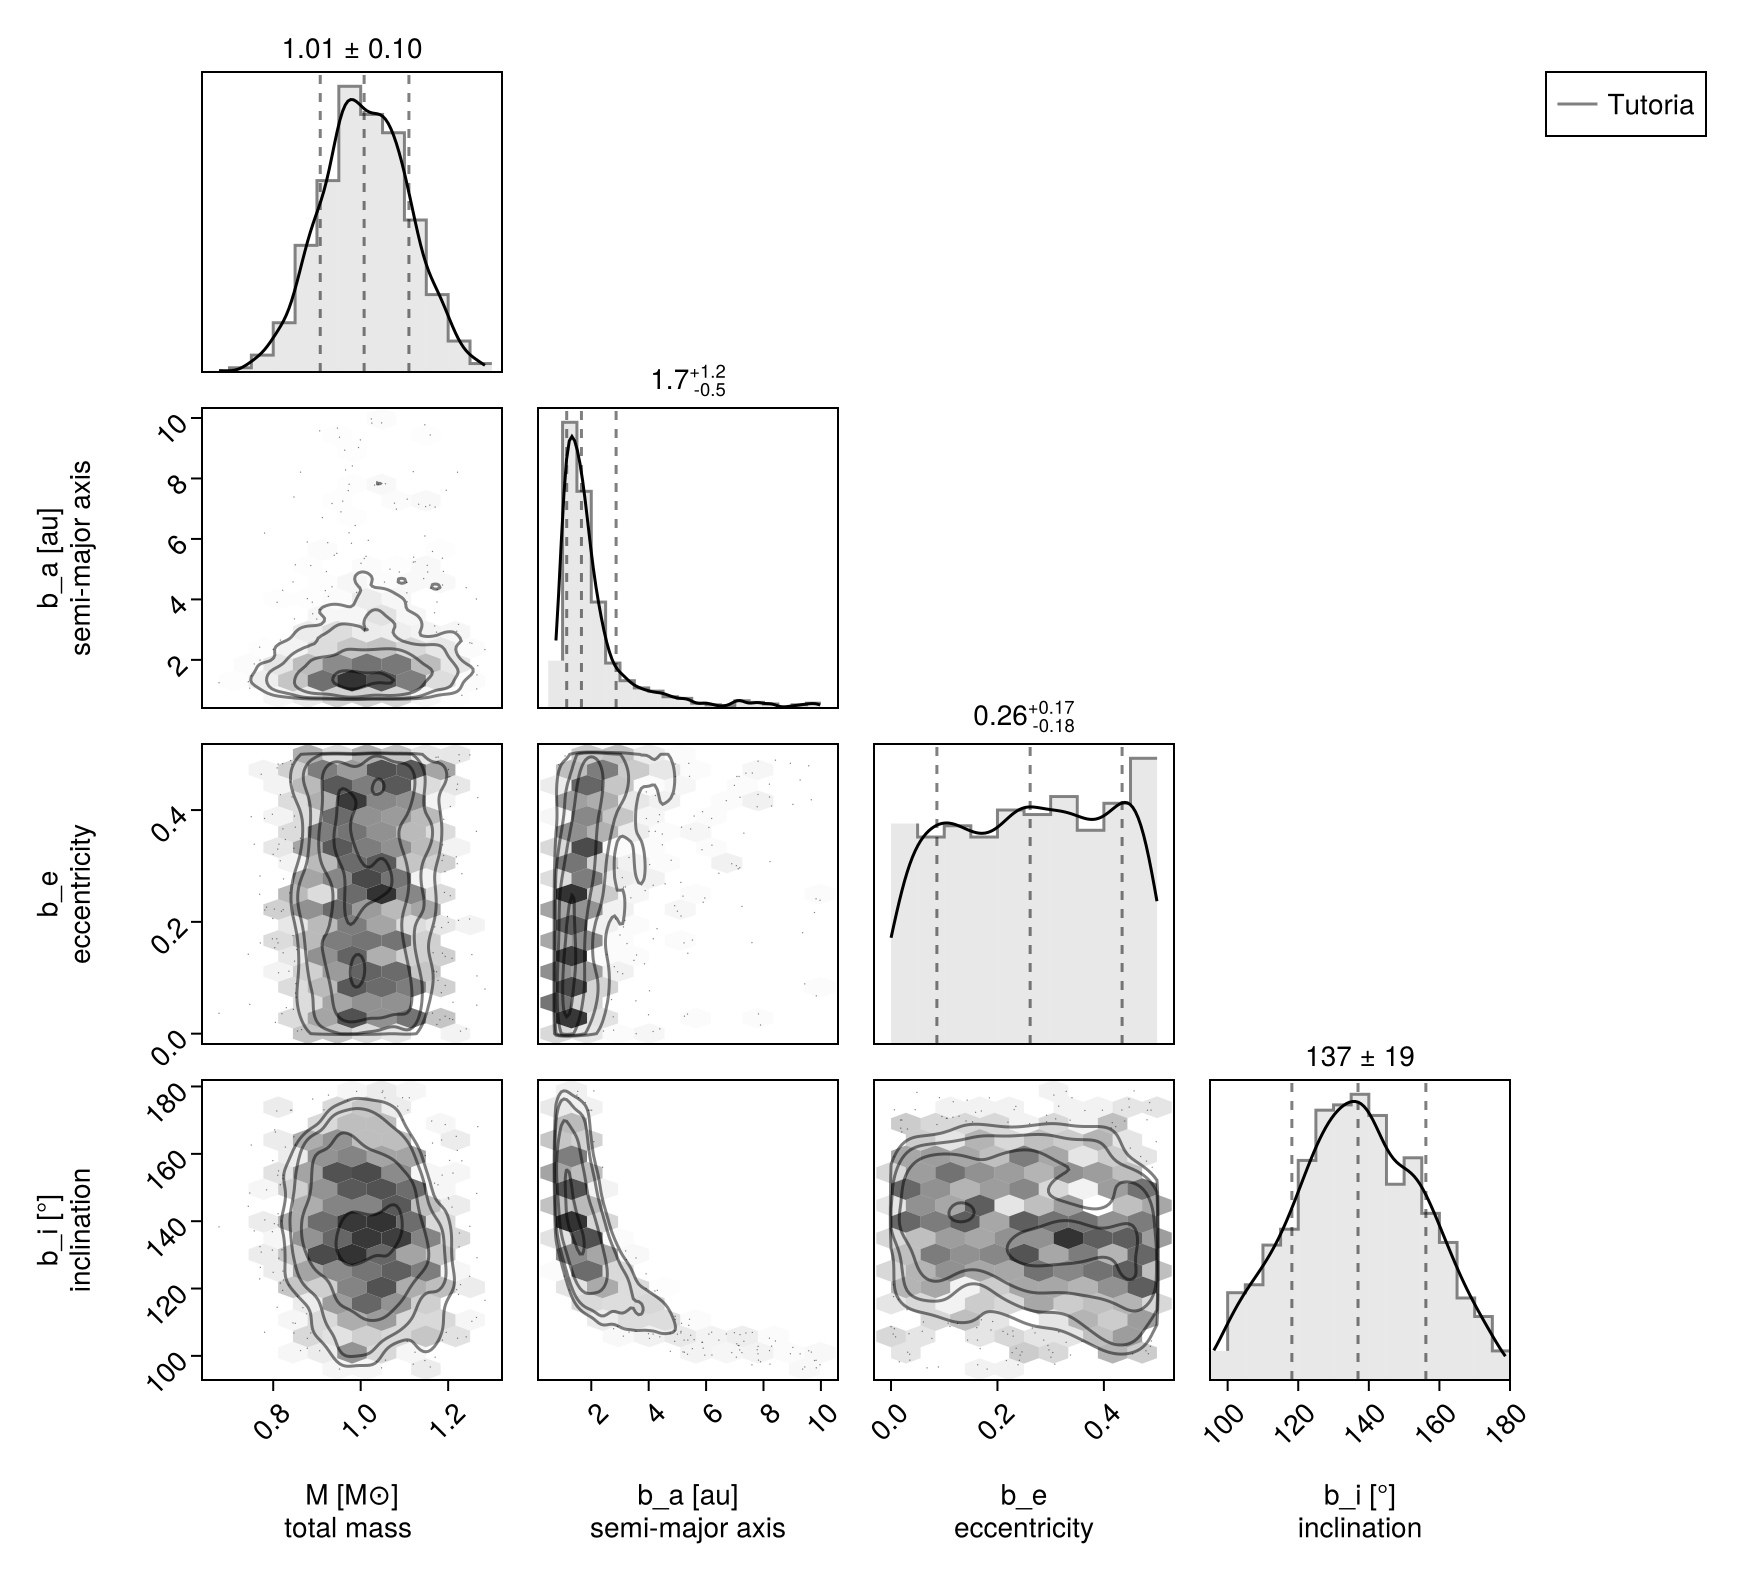 1.01 ± 0.10
Tutoria
1.7+1.2-0.5
10
8
6
4
2
b_a [au]
semi-major axis
0.26+0.17-0.18
0.4
0.2
0.0
b_e
eccentricity
137 ± 19
180
160
140
120
100
b_i [°]
inclination
0.8 1.0 1.2
2 4 6 8 10
0.0 0.2 0.4
100 120 140 160 180
M [M⊙]
total mass
b_a [au]
semi-major axis
b_e
eccentricity
b_i [°]
inclination